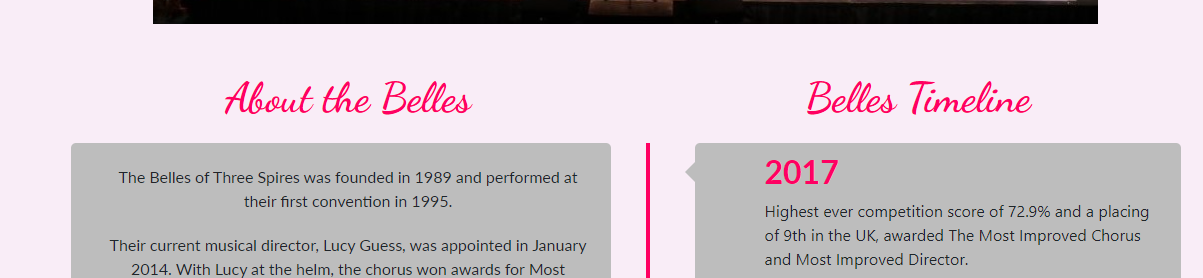 About the Belles
The Belles of Three Spires was founded in 1989 and performed at
their first convention in 1995.
Their current musical director, Lucy Guess, was appointed in January
2014. With Lucy at the helm, the chorus won awards for Most
Belles Timeline
2017
Highest ever competition score of 72.9% and a placing
of 9th in the UK, awarded The Most Improved Chorus
and Most Improved Director.